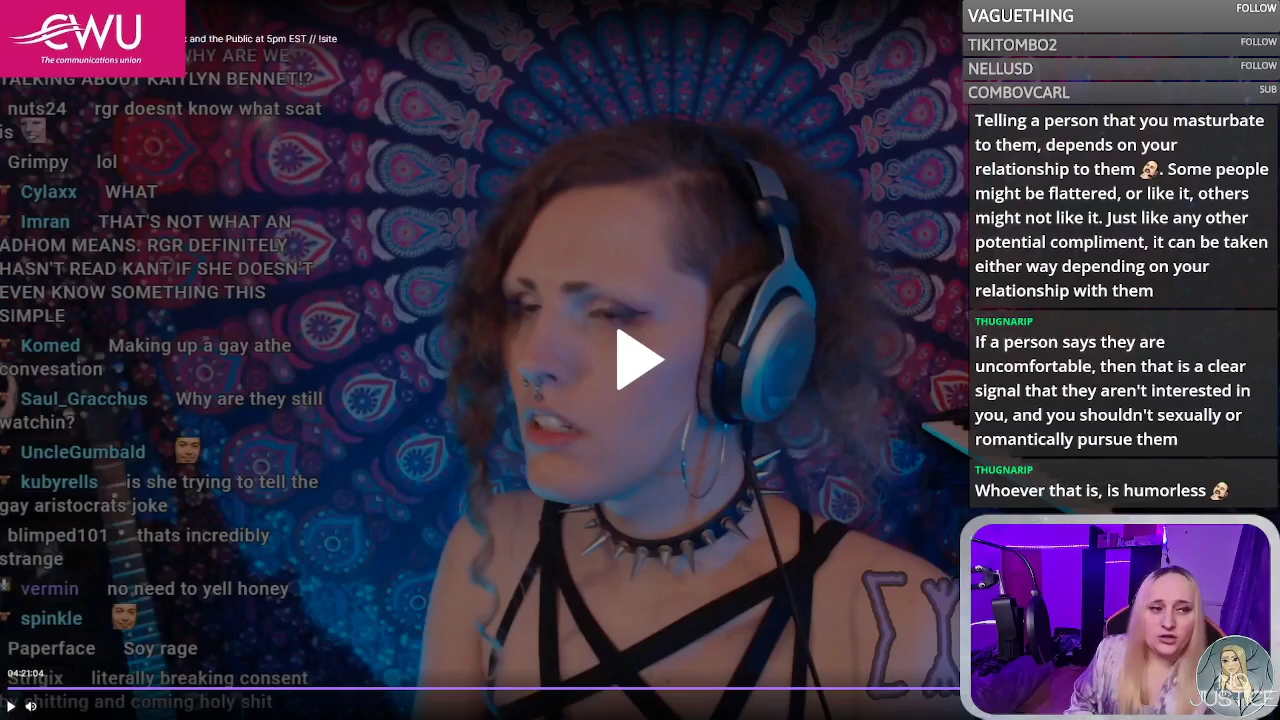 CWU
The communications union
and the Public at 5pm EST // !site
WHY ARE WE
TALKING ABOUT KAITLYN BENNET!?
nuts24 rgr doesnt know what scat
is
Grimpy lol
Cylaxx WHAT
Imran THAT'S NOT WHAT AN
ADHOM MEANS. RGR DEFINITELY
HASN'T READ KANT IF SHE DOESN'T
EVEN KNOW SOMETHING THIS
SIMPLE
Komed Making up a gay athe
convesation
Saul_Gracchus Why are they still
watchin?
UncleGumbald
kubyrells is she trying to tell the
gay aristocrats joke
blimped101 thats incredibly
strange
vermin no need to yell honey
spinkle
Paperface Soy rage
04:21:04
literally breaking consent
by shitting and coming holy shit
VAGUETHING FOLLOW
TIKITOMBO2 FOLLOW
NELLUSD FOLLOW
COMBOVCARL SUB
Telling a person that you masturbate
to them, depends on your
relationship to them . Some people
might be flattered, or like it, others
might not like it. Just like any other
potential compliment, it can be taken
either way depending on your
relationship with them
THUGNARIP
If a person says they are
uncomfortable, then that is a clear
signal that they aren't interested in
you, and you shouldn't sexually or
romantically pursue them
THUGNARIP
Whoever that is, is humorless
JUSTICE